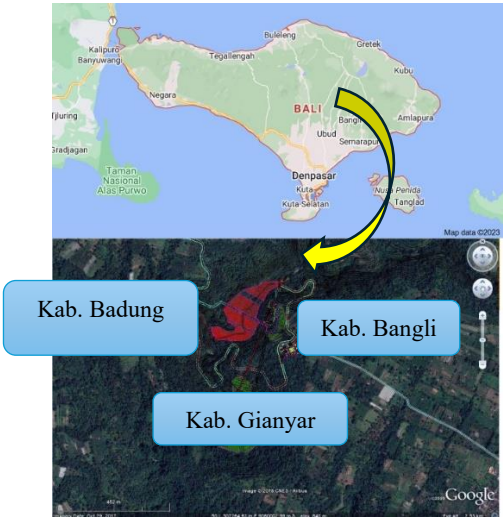 Buleleng
Gretek
Kalipuro
Tegallengah
Banyuwangi
Kubu
Negara
BALI
Bangli
Amlapura
Tjluring
Ubud
Semarapura
Gradjagan
Taman
Nasional
Alas Purwo
Denpasar
Kuta
Nusa Penida
Tanglad
Kuta Selatan
Map data ©2023
Kab. Badung
Kab. Bangli
Kab. Gianyar
Google